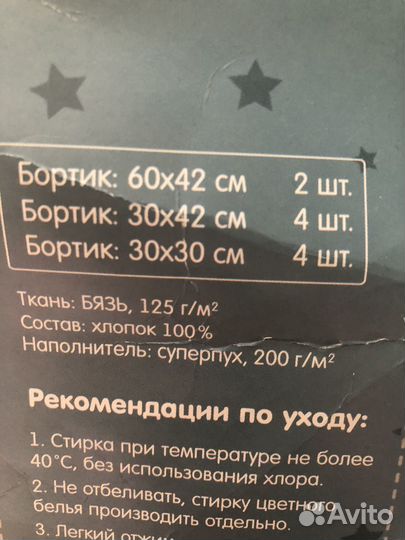 Бортик: 60х42 см 2 шт.
Бортик: 30х42 см 4 шт.
Бортик: 30х30 см 4 шт.
Ткань: БЯЗЬ, 125 г/м²
Состав: хлопок 100%
Наполнитель: суперпух, 200 г/м²
Рекомендации по уходу:
1. Стирка при температуре не более
40°С, без использования хлора.
2. Не отбеливать, стирку цветного
белья производить отдельно.
3. Легкий
Avito